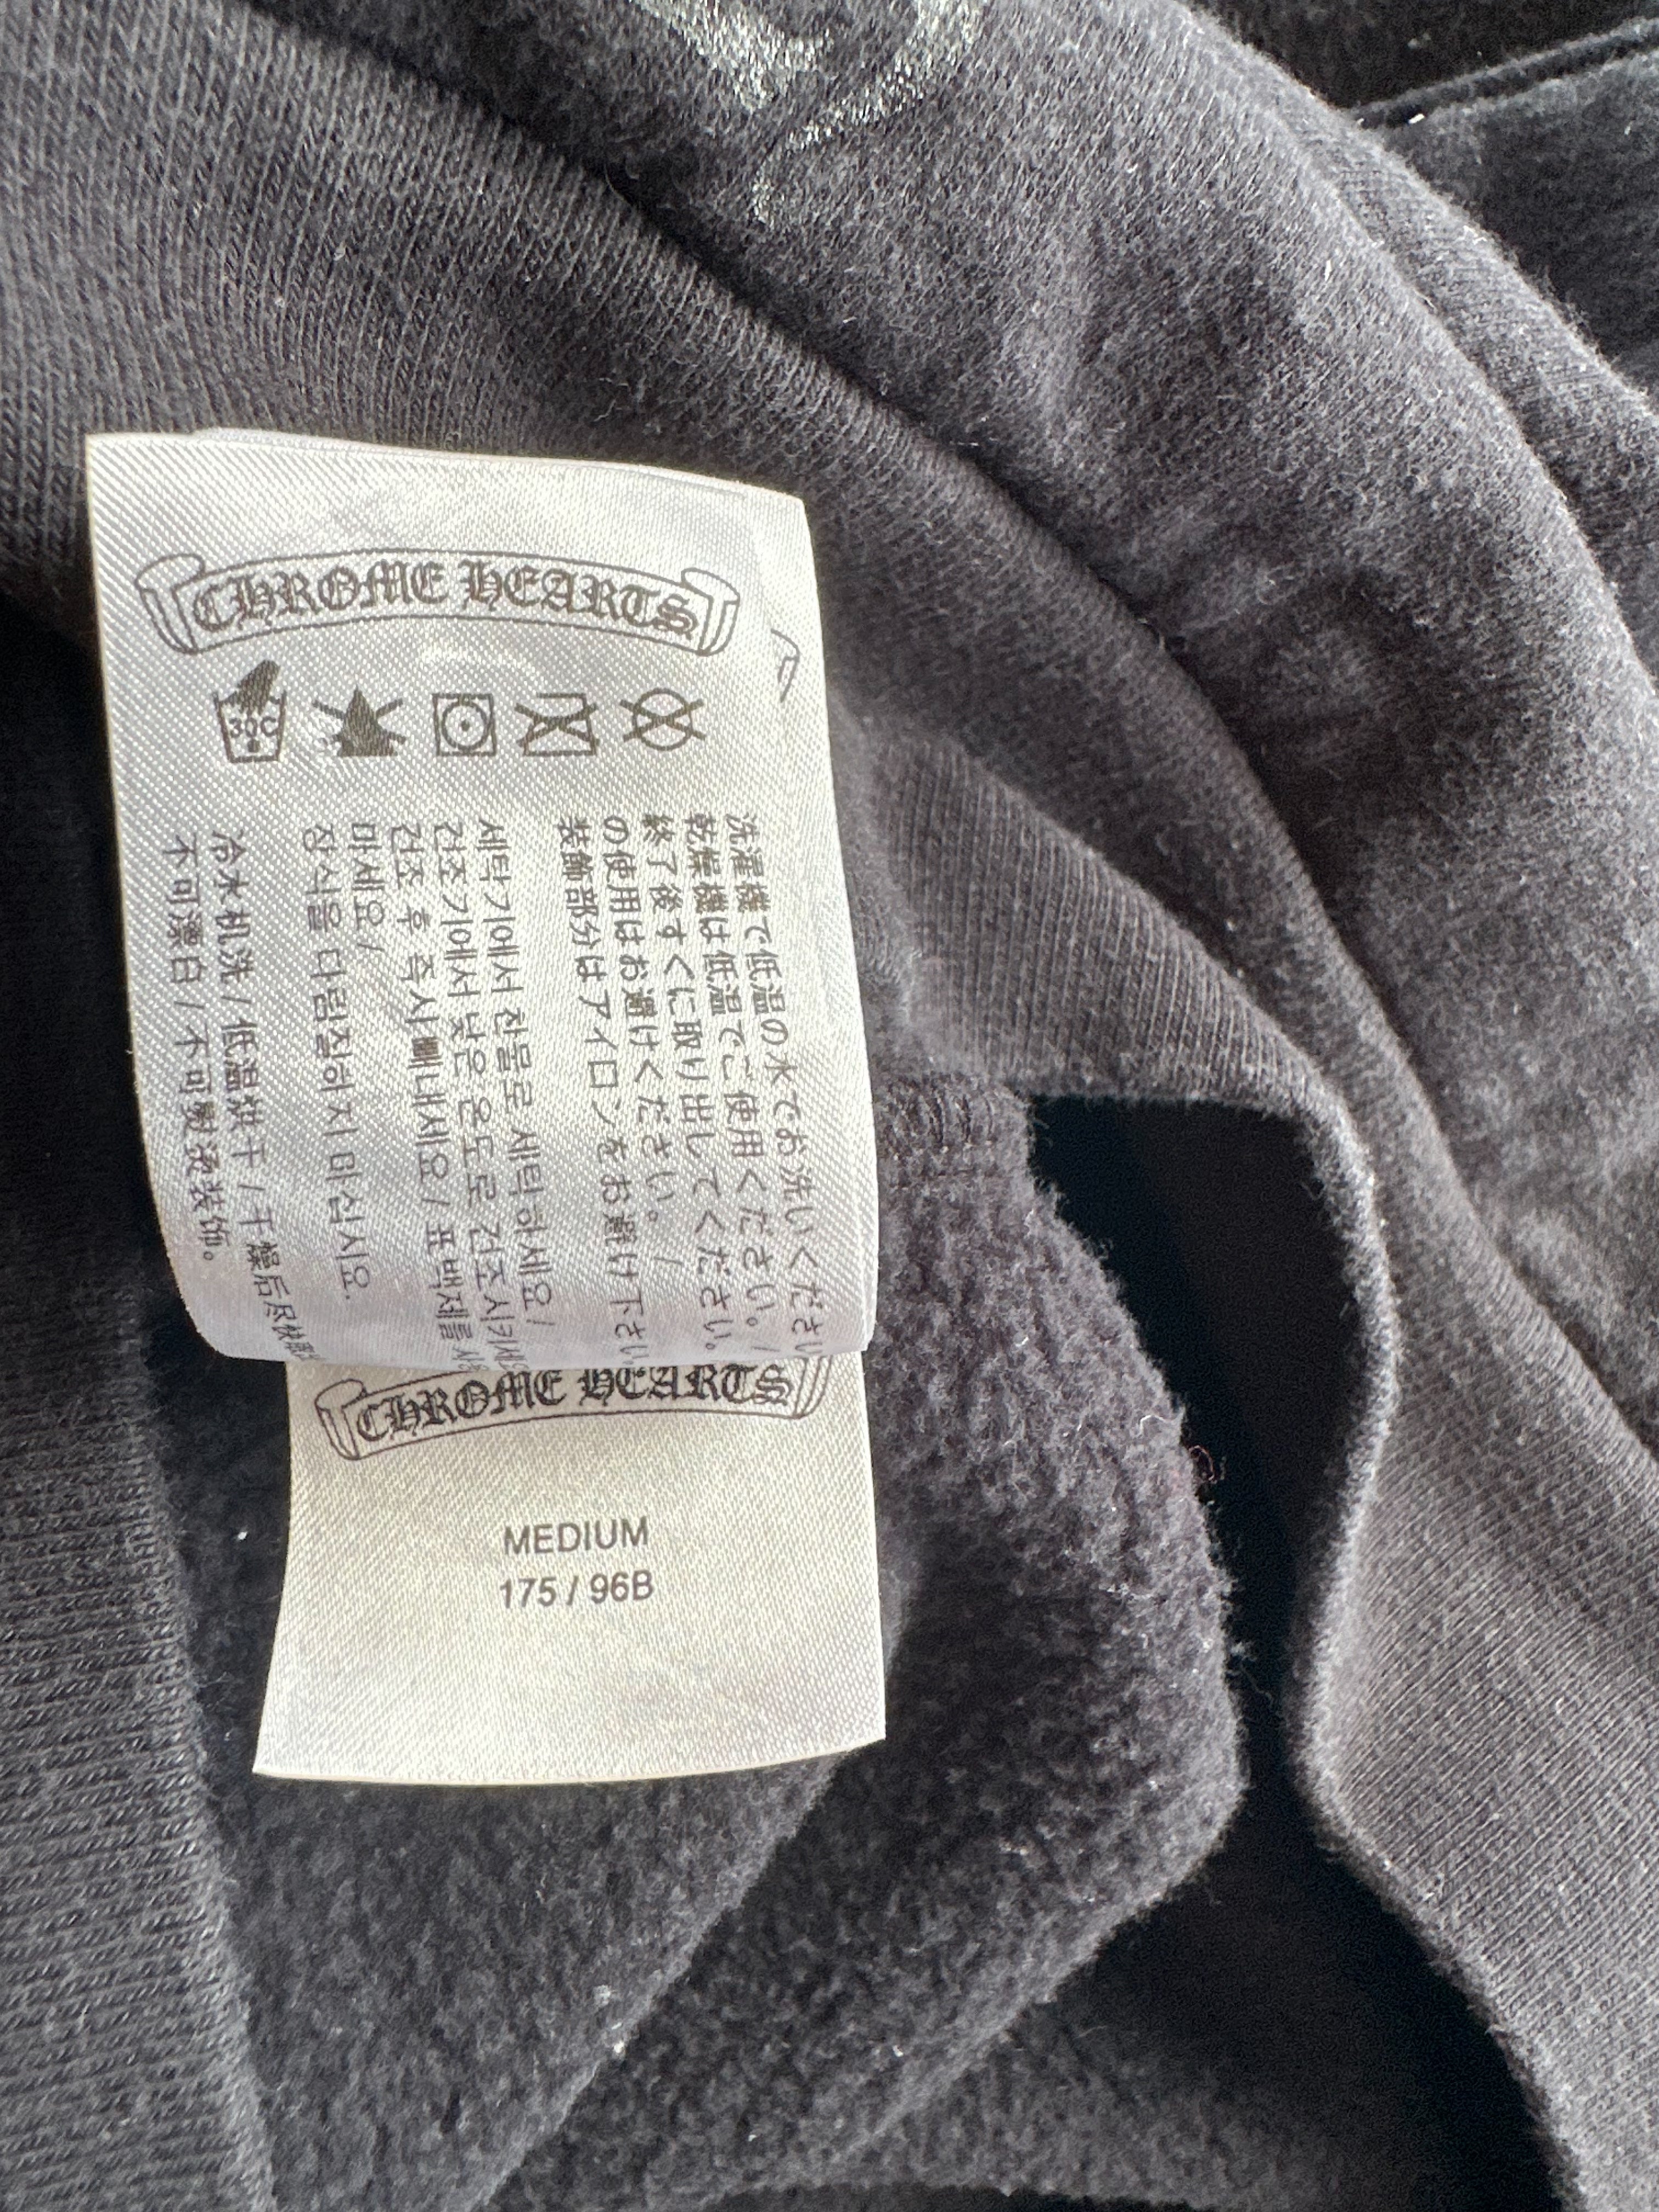 CHROME HEARTS
30C
洗濯機で低温の水でお洗いくださ
乾燥機は低温でご使用ください。/
終了後すぐに取り出してください。
の使用はお避けください。/
装飾部分はアイロンをお避け下さい
세탁기에서 찬물로 세탁하세요/
건조기에서 낮은 온도로 건조시키세
건조 후 즉시 빼내세요/ 표백제를 사
마세요/
장식을 다림질하지 마십시오.
冷水机洗/低温烘干/干燥后尽快
不可漂白/不可熨烫装饰。
CHROME HEARTS
MEDIUM
175 / 96B